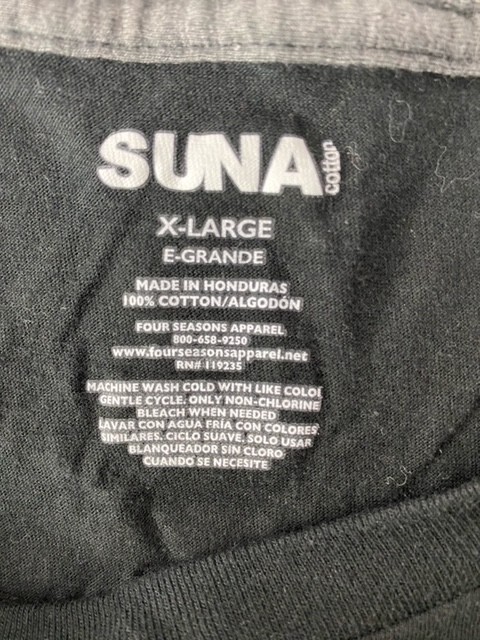 SUNA cotton
X-LARGE
E-GRANDE
MADE IN HONDURAS
100% COTTON/ALGODÓN
FOUR SEASONS APPAREL
800-658-9250
www.fourseasonsapparel.net
RN# 119235
MACHINE WASH COLD WITH LIKE COLOR
GENTLE CYCLE. ONLY NON-CHLORINE
BLEACH WHEN NEEDED
LAVAR CON AGUA FRÍA CON COLORES
SIMILARES. CICLO SUAVE. SOLO USAR
BLANQUEADOR SIN CLORO
CUANDO SE NECESITE